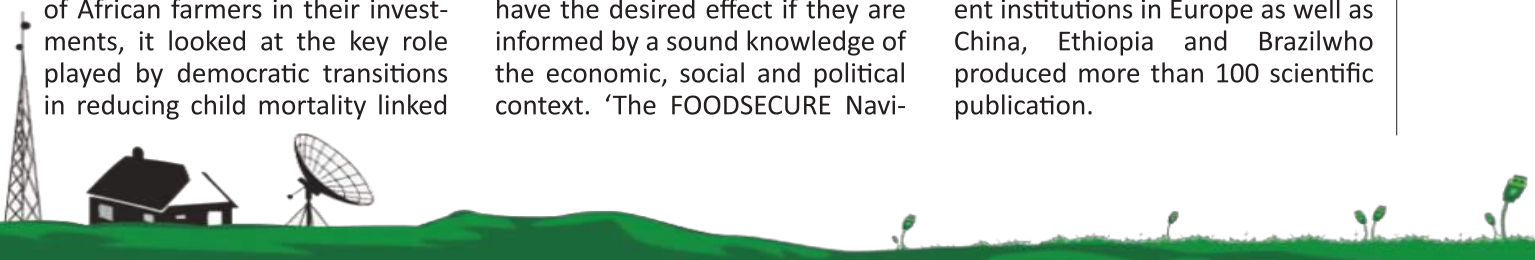 of African farmers in their invest-
ments, it looked at the key role
played by democratic transitions
in reducing child mortality linked
have the desired effect if they are
informed by a sound knowledge of
the economic, social and political
context. ‘The FOODSECURE Navi-
ent institutions in Europe as well as
China, Ethiopia and Brazilwho
produced more than 100 scientific
publication.